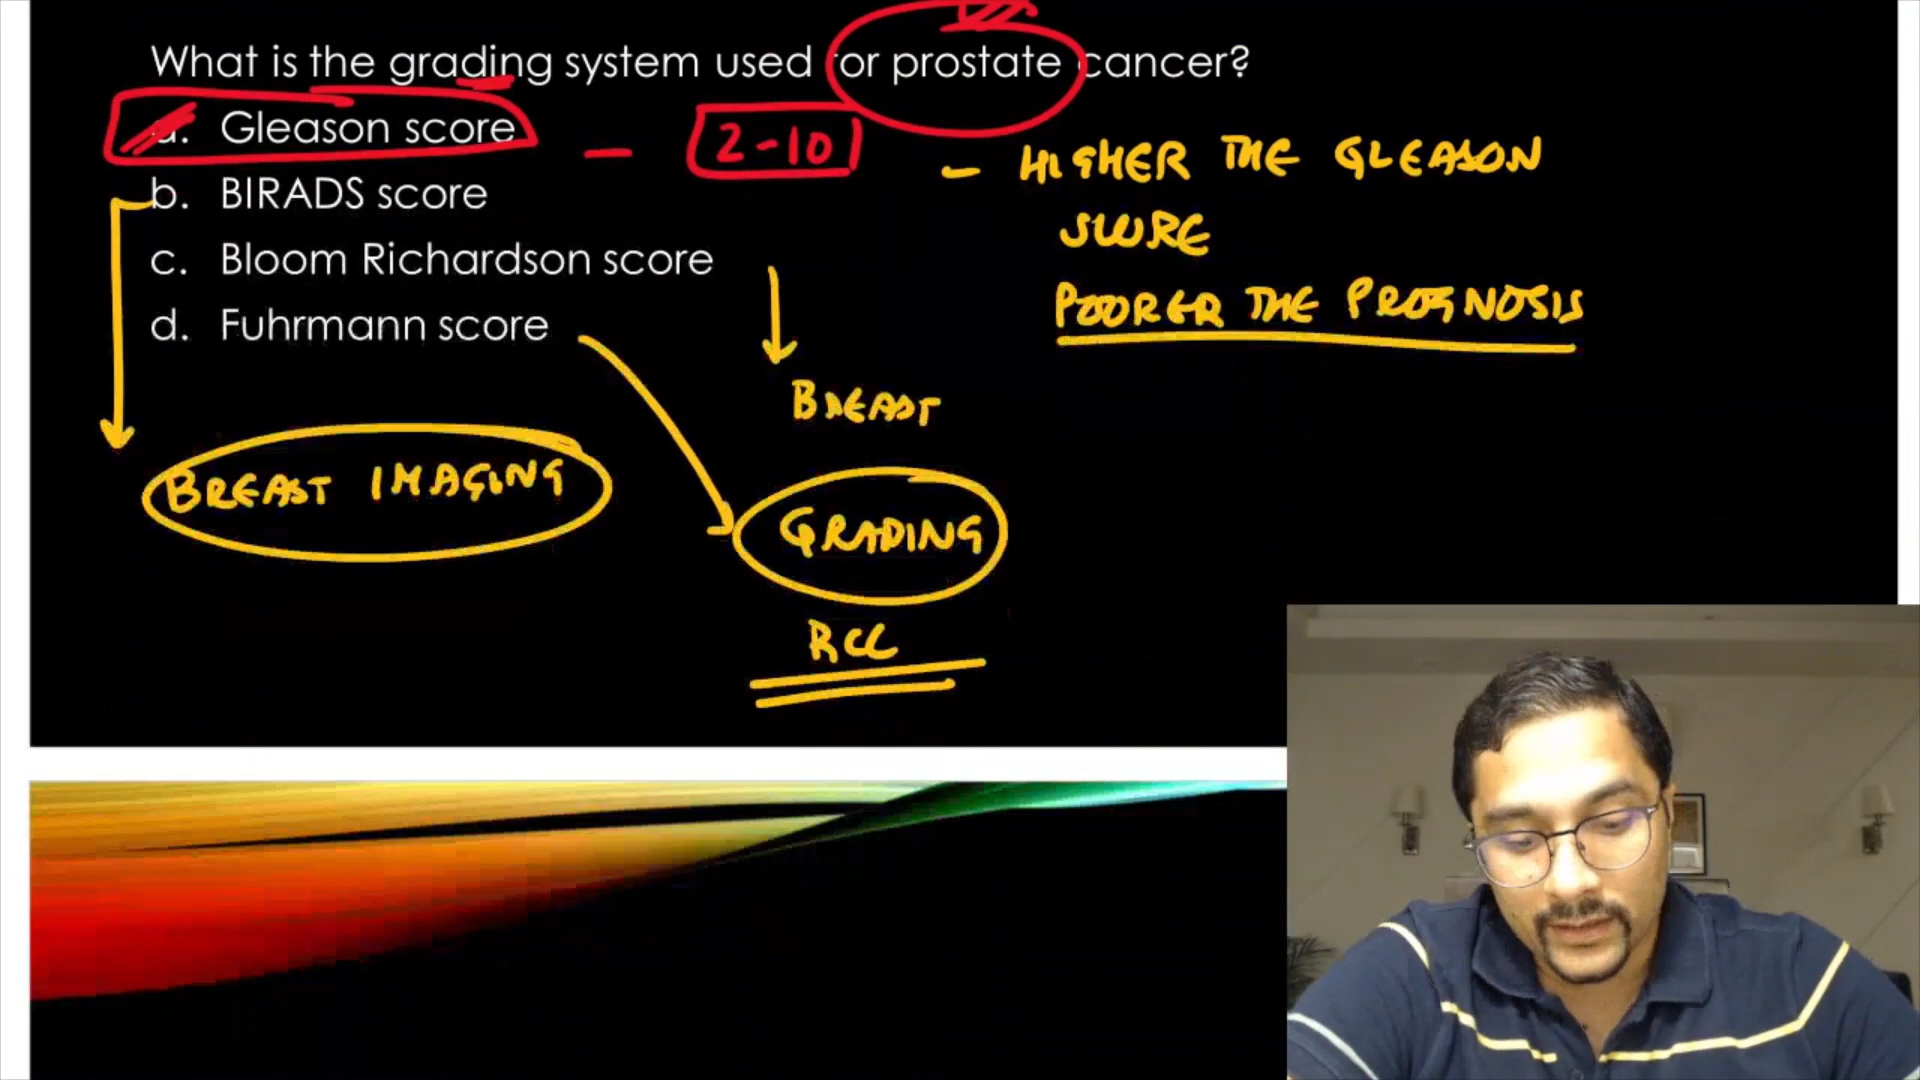 What is the grading system used for prostate cancer?
a. Gleason score - 2-10 - HIGHER THE GLEASON
SCORE
b. BIRADS score
c. Bloom Richardson score
POORER THE PROGNOSIS
d. Fuhrmann score
BREAST
BREAST IMAGING
GRADING
RCC